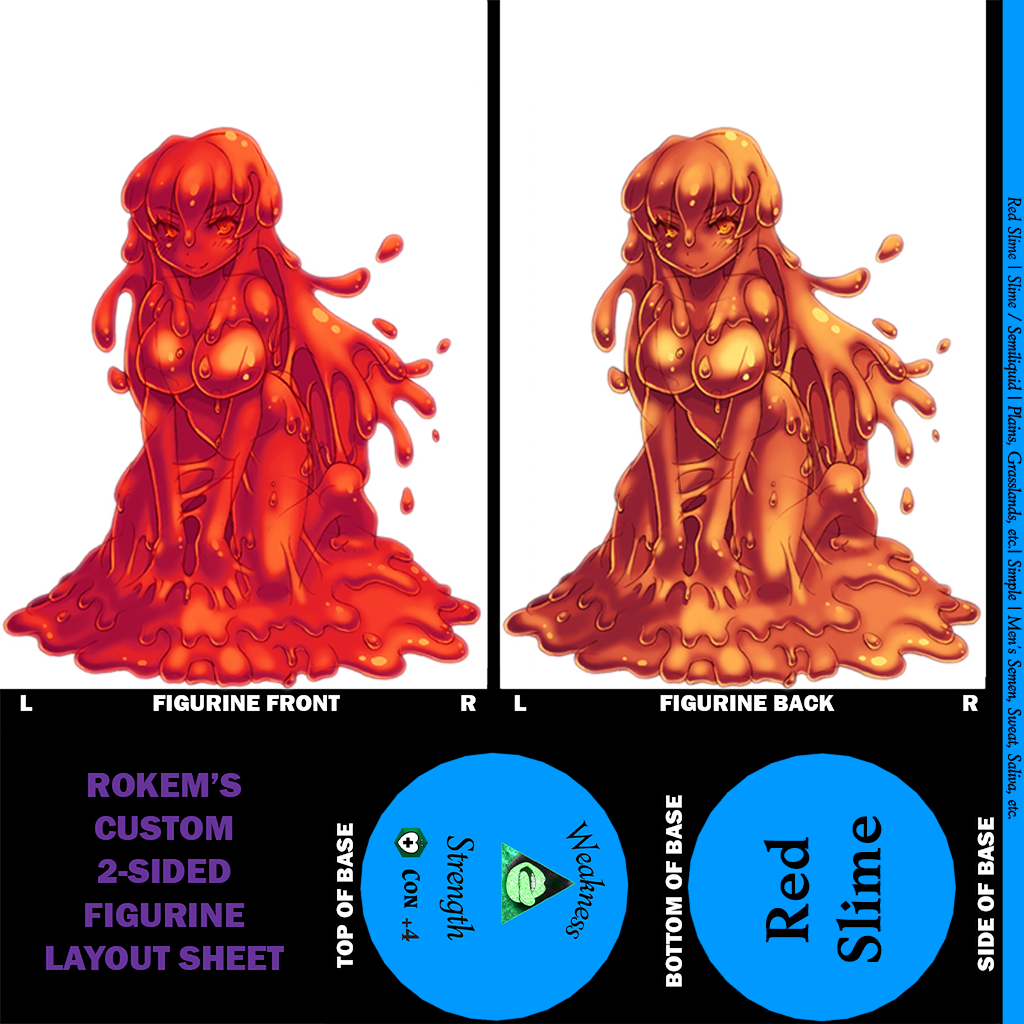 L FIGURINE FRONT R
L FIGURINE BACK R
ROKEM'S
CUSTOM
2-SIDED
FIGURINE
LAYOUT SHEET
TOP OF BASE
Weakness
Strength
CON +4
BOTTOM OF BASE
Red
Slime
SIDE OF BASE
Red Slime | Slime / Semiliquid | Plains, Grasslands, etc.| Simple | Men's Semen, Sweat, Saliva, etc.